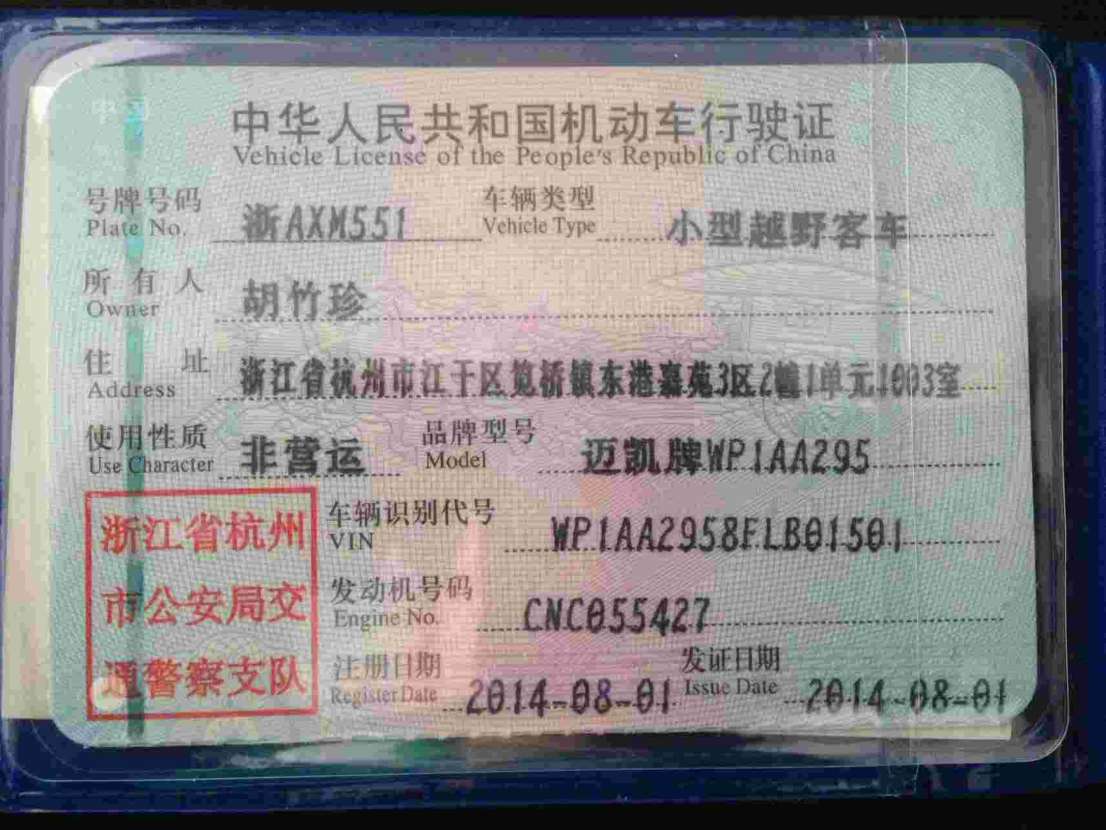 中华人民共和国机动车行驶证
Vehicle License of the People's Republic of China
号牌号码 浙AXM551 车辆类型 小型越野客车
Plate No. Vehicle Type
所有人 胡竹珍
Owner
住址 浙江省杭州市江干区笕桥镇东港嘉苑3区2幢1单元1003室
Address
使用性质 非营运 品牌型号 迈凯牌WP1AA295
Use Character Model
浙江省杭州
市公安局交
通警察支队
车辆识别代号 WP1AA2958FLB01501
VIN
发动机号码 CNC055427
Engine No.
注册日期 2014-08-01 发证日期 2014-08-01
Register Date Issue Date